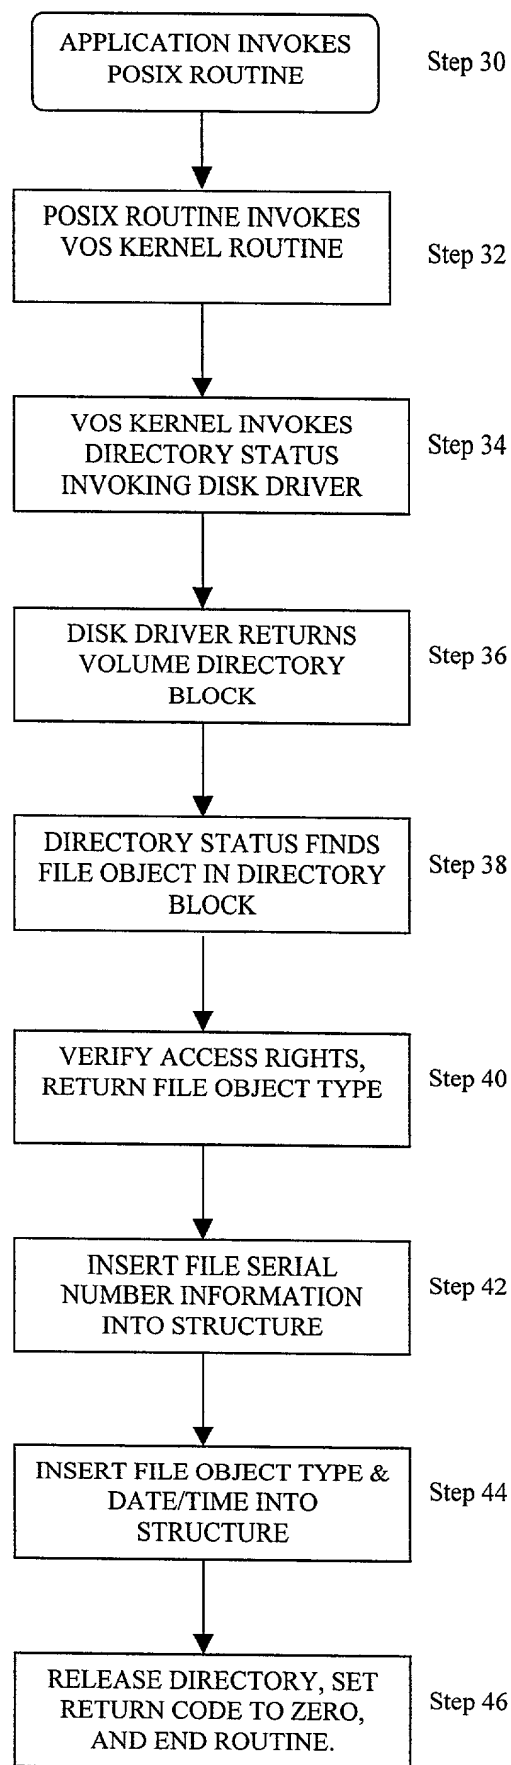 APPLICATION INVOKES
POSIX ROUTINE
Step 30
POSIX ROUTINE INVOKES
VOS KERNEL ROUTINE
Step 32
VOS KERNEL INVOKES
DIRECTORY STATUS
INVOKING DISK DRIVER
Step 34
DISK DRIVER RETURNS
VOLUME DIRECTORY
BLOCK
Step 36
DIRECTORY STATUS FINDS
FILE OBJECT IN DIRECTORY
BLOCK
Step 38
VERIFY ACCESS RIGHTS,
RETURN FILE OBJECT TYPE
Step 40
INSERT FILE SERIAL
NUMBER INFORMATION
INTO STRUCTURE
Step 42
INSERT FILE OBJECT TYPE &
DATE/TIME INTO
STRUCTURE
Step 44
RELEASE DIRECTORY, SET
RETURN CODE TO ZERO,
AND END ROUTINE.
Step 46